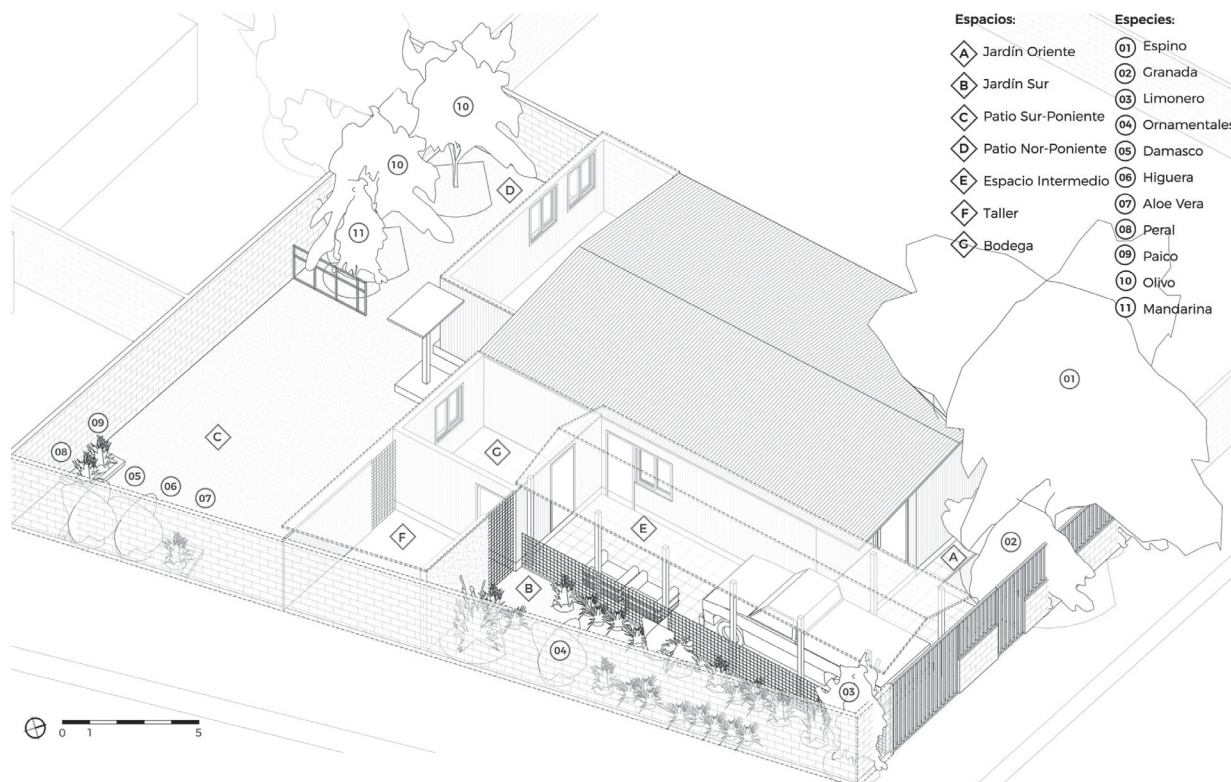 Espacios:
A Jardín Oriente
B Jardín Sur
C Patio Sur-Poniente
D Patio Nor-Poniente
E Espacio Intermedio
F Taller
G Bodega
Especies:
01 Espino
02 Granada
03 Limonero
04 Ornamentales
05 Damasco
06 Higuera
07 Aloe Vera
08 Peral
09 Paico
10 Olivo
11 Mandarina
10
10
D
11
01
09
08
C
05
06
07
G
E
F
B
A
02
04
03
0 1 5